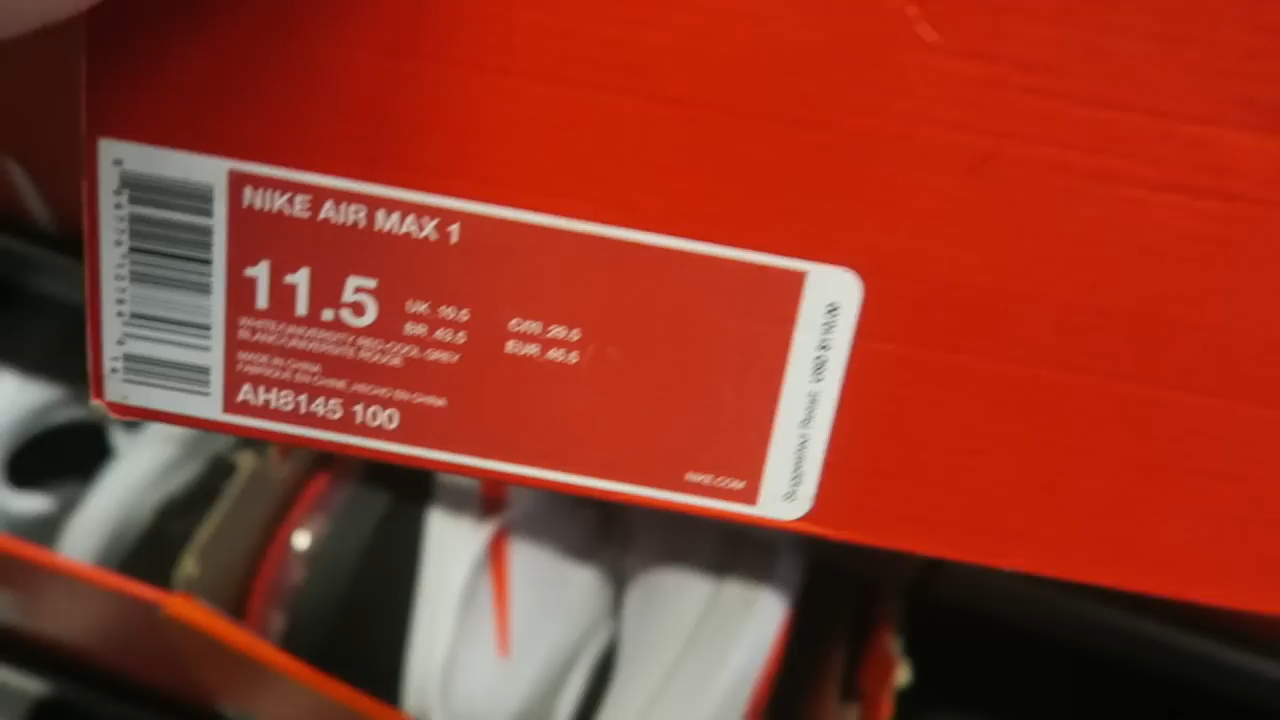 NIKE AIR MAX 1
11.5
UK 10.5
BR 43.5
CM 29.5
EUR 45.5
WHITE/UNIVERSITY RED-COOL GREY
BLANC/UNIVERSITE ROUGE
MADE IN CHINA
FABRIQUE EN CHINE, HECHO EN CHINA
AH8145 100
NIKE.COM